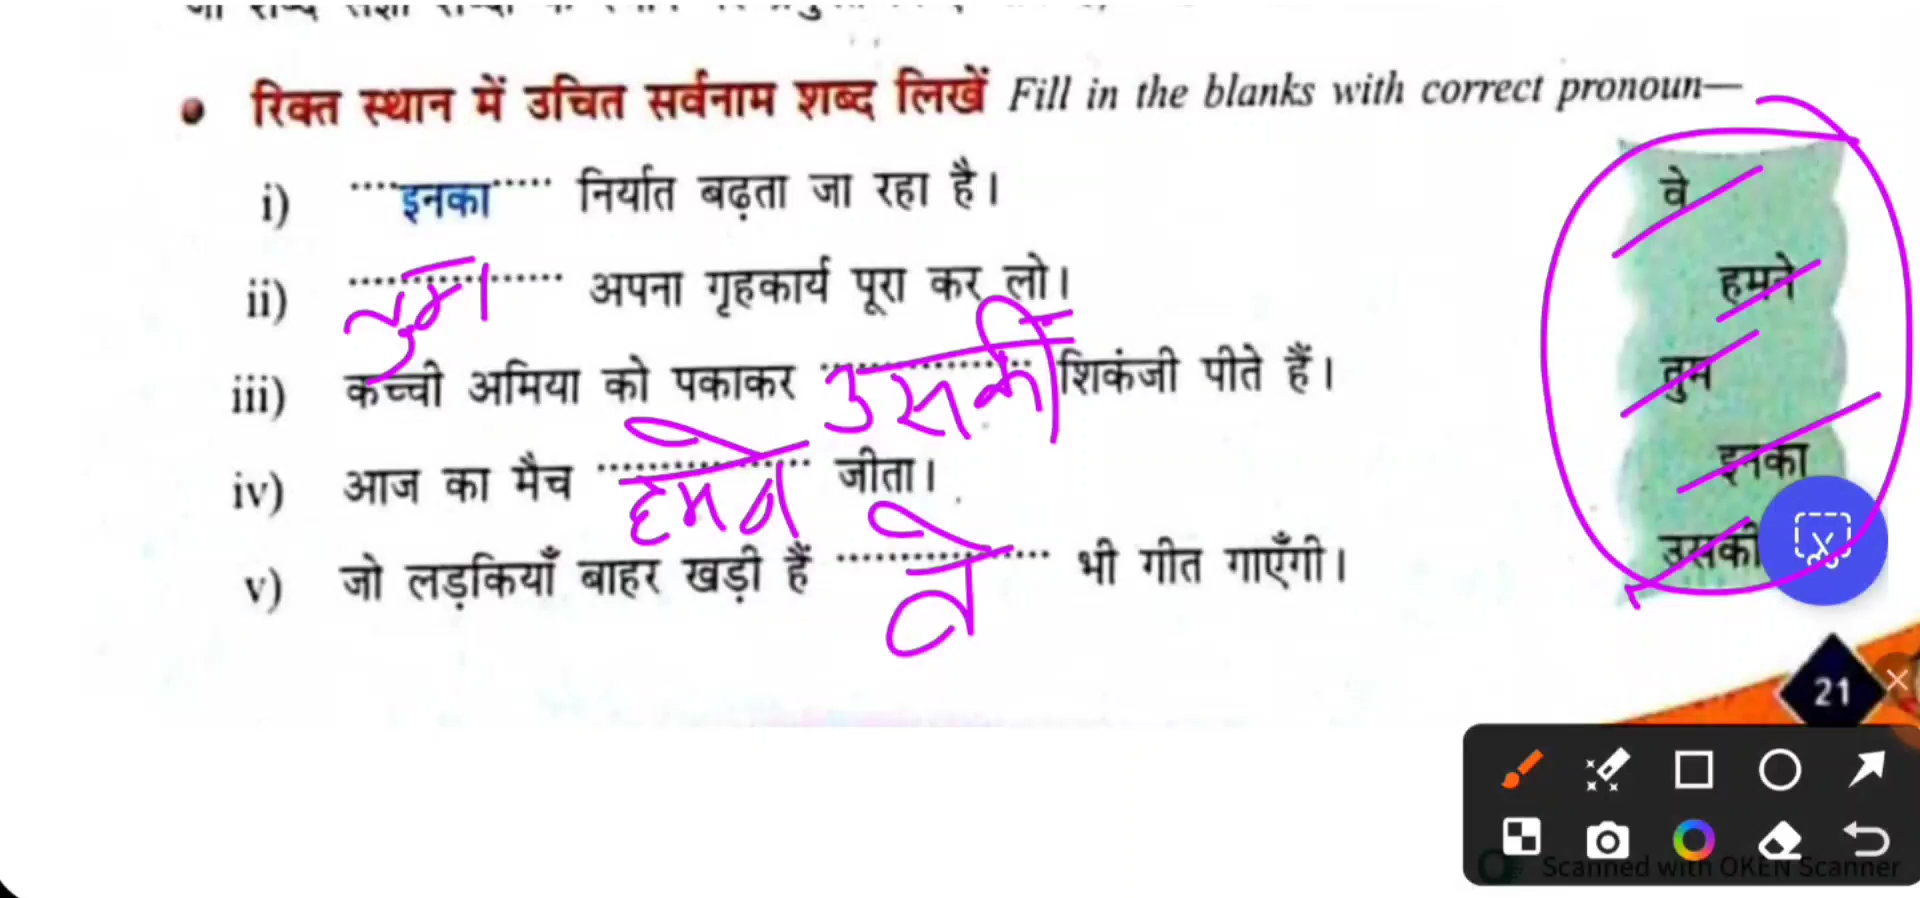 • रिक्त स्थान में उचित सर्वनाम शब्द लिखें Fill in the blanks with correct pronoun—
i) ....इनका..... निर्यात बढ़ता जा रहा है।
वे
ii) तुम अपना गृहकार्य पूरा कर लो।
हमने
iii) कच्ची अमिया को पकाकर उसकी शिकंजी पीते हैं।
तुम
iv) आज का मैच हमने जीता।
इनका
v) जो लड़कियाँ बाहर खड़ी हैं वे भी गीत गाएँगी।
उसकी
21
Scanned with OKEN Scanner